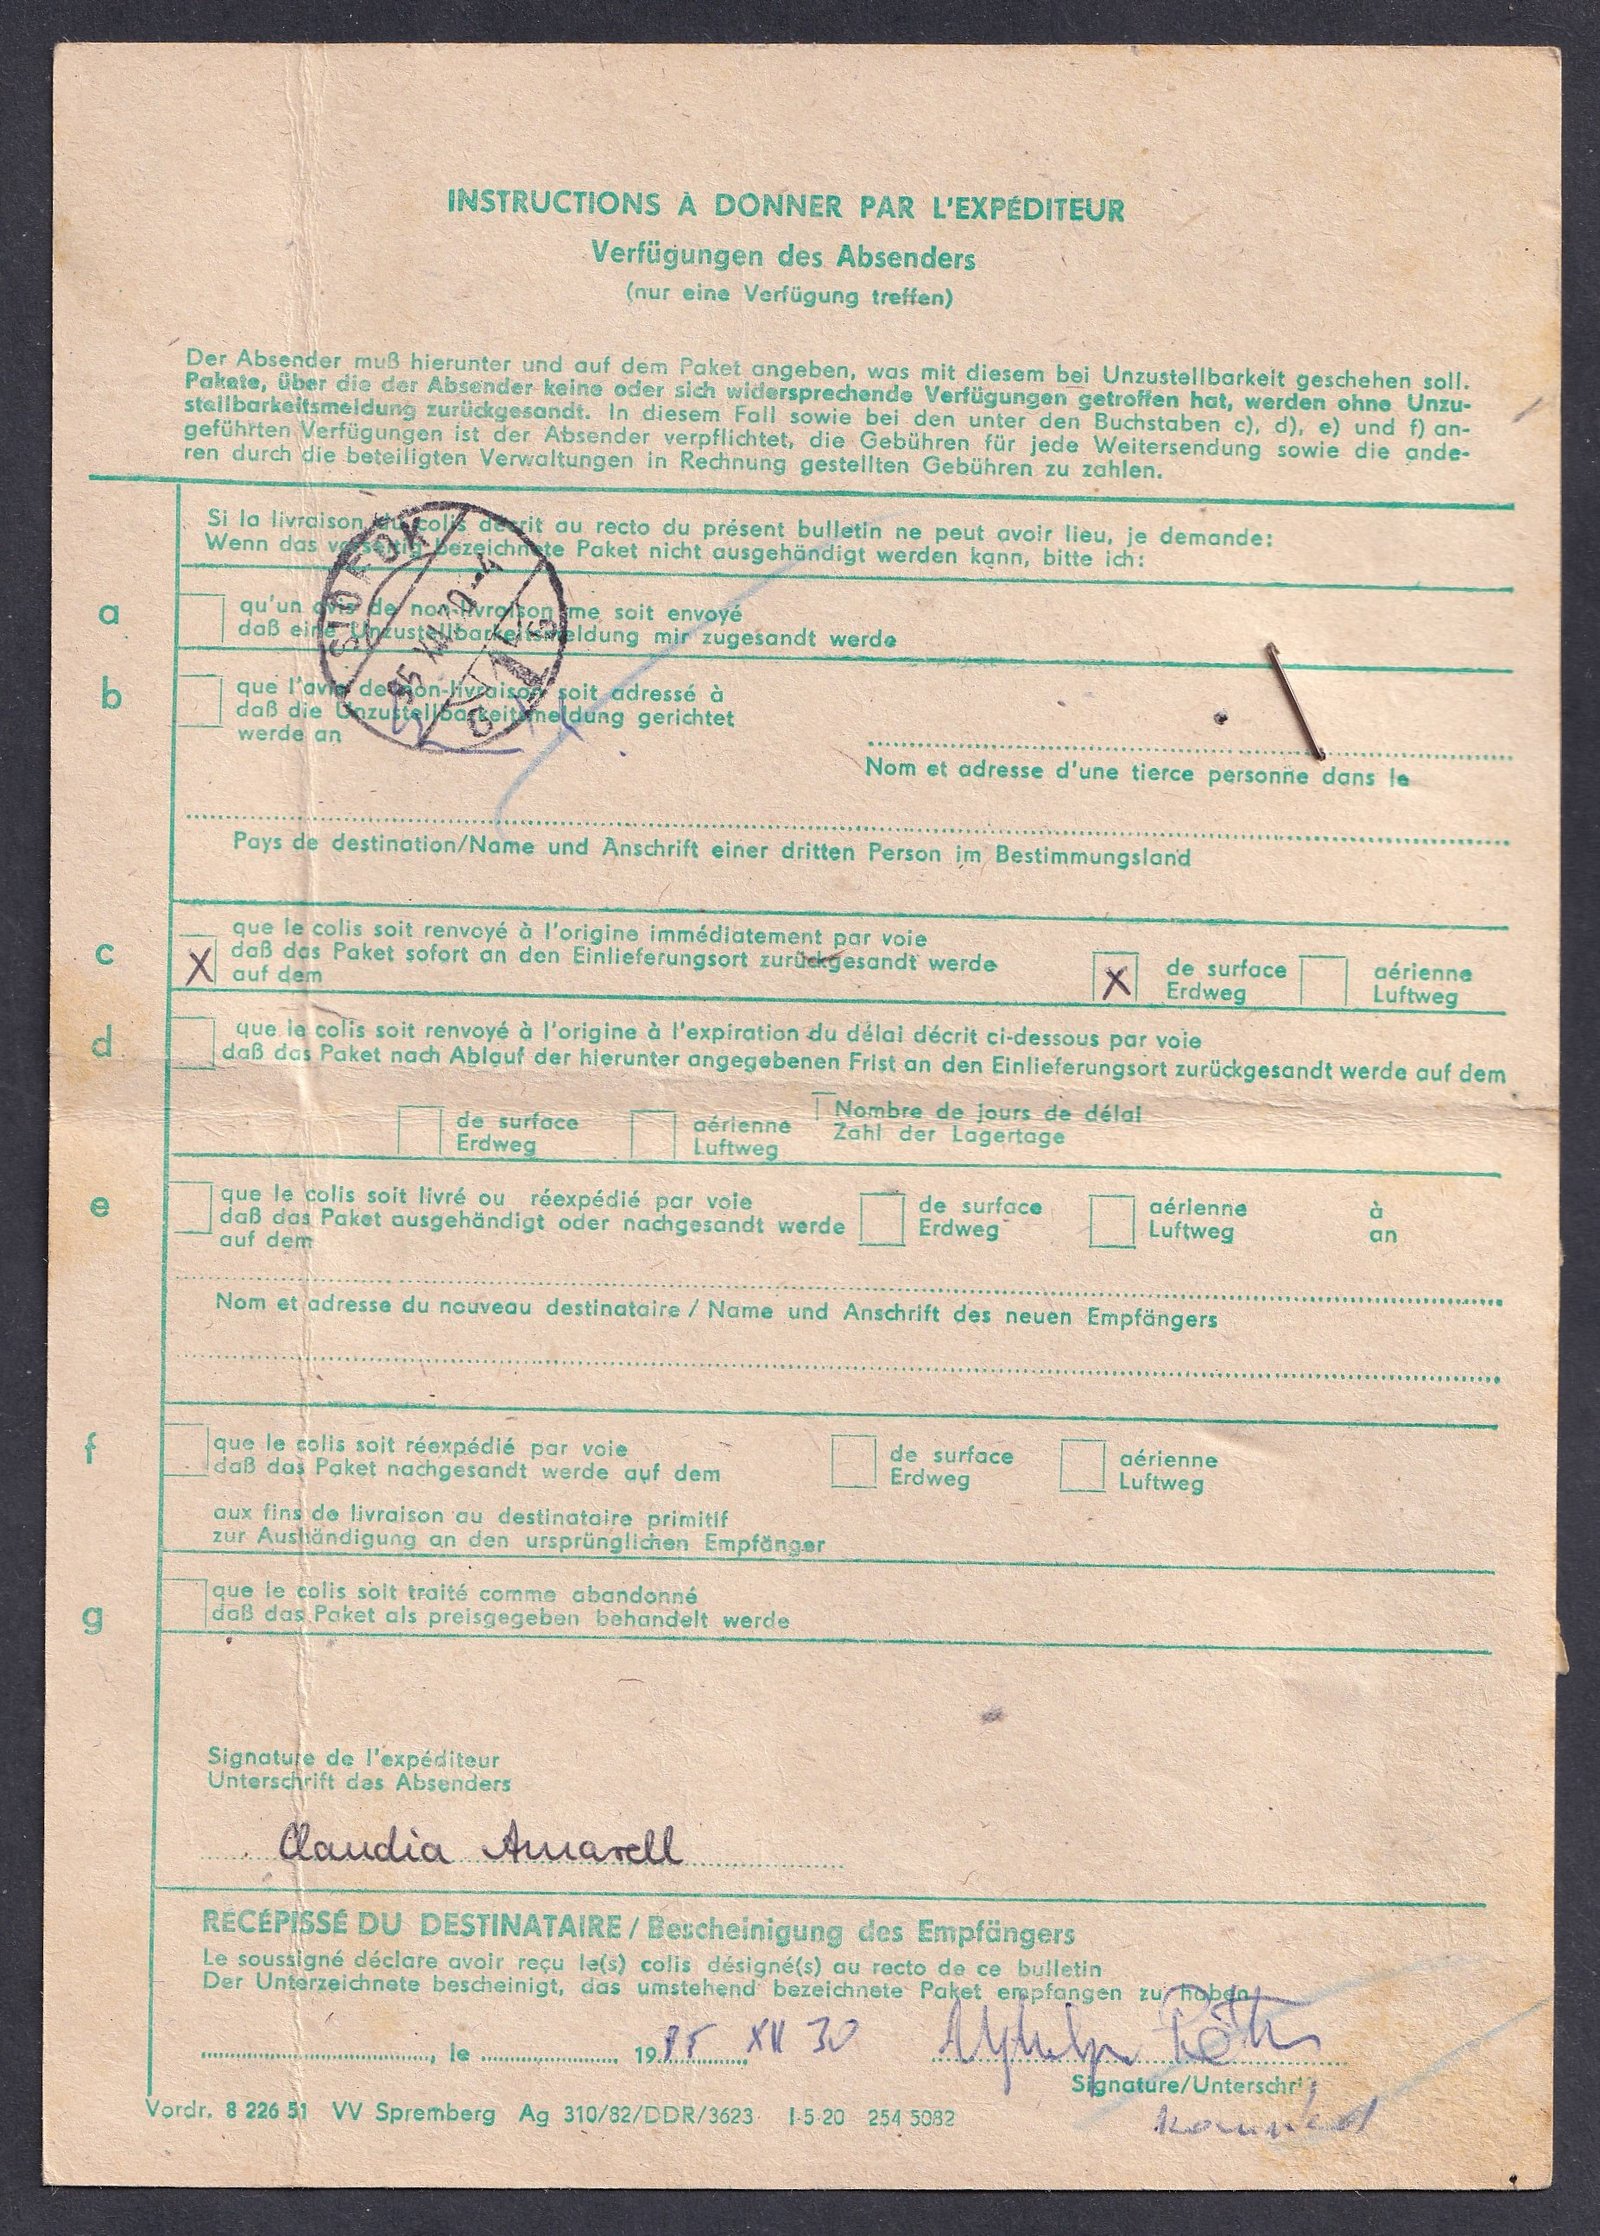 INSTRUCTIONS À DONNER PAR L'EXPÉDITEUR
Verfügungen des Absenders
(nur eine Verfügung treffen)
Der Absender muß hierunter und auf dem Paket angeben, was mit diesem bei Unzustellbarkeit geschehen soll.
Pakete, über die der Absender keine oder sich widersprechende Verfügungen getroffen hat, werden ohne Unzu-
stellbarkeitsmeldung zurückgesandt. In diesem Fall sowie bei den unter den Buchstaben c), d), e) und f) an-
geführten Verfügungen ist der Absender verpflichtet, die Gebühren für jede Weitersendung sowie die ande-
ren durch die beteiligten Verwaltungen in Rechnung gestellten Gebühren zu zahlen.
Si la livraison du colis décrit au recto du présent bulletin ne peut avoir lieu, je demande:
Wenn das vorseitig bezeichnete Paket nicht ausgehändigt werden kann, bitte ich:
SIOFOK
a
qu'un avis de non-livraison me soit envoyé
daß eine Unzustellbarkeitsmeldung mir zugesandt werde
b
que l'avis de non-livraison soit adressé à
daß die Unzustellbarkeitsmeldung gerichtet
werde an
Nom et adresse d'une tierce personne dans le
Pays de destination/Name und Anschrift einer dritten Person im Bestimmungsland
c
X
que le colis soit renvoyé à l'origine immédiatement par voie
daß das Paket sofort an den Einlieferungsort zurückgesandt werde
auf dem
X
de surface
Erdweg
aérienne
Luftweg
d
que le colis soit renvoyé à l'origine à l'expiration du délai décrit ci-dessous par voie
daß das Paket nach Ablauf der hierunter angegebenen Frist an den Einlieferungsort zurückgesandt werde auf dem
de surface
Erdweg
aérienne
Luftweg
Nombre de jours de délai
Zahl der Lagertage
e
que le colis soit livré ou réexpédié par voie
daß das Paket ausgehändigt oder nachgesandt werde
auf dem
de surface
Erdweg
aérienne
Luftweg
à
an
Nom et adresse du nouveau destinataire / Name und Anschrift des neuen Empfängers
f
que le colis soit réexpédié par voie
daß das Paket nachgesandt werde auf dem
de surface
Erdweg
aérienne
Luftweg
aux fins de livraison au destinataire primitif
zur Aushändigung an den ursprünglichen Empfänger
g
que le colis soit traité comme abandonné
daß das Paket als preisgegeben behandelt werde
Signature de l'expéditeur
Unterschrift des Absenders
Claudia Amarell
RÉCÉPISSÉ DU DESTINATAIRE / Bescheinigung des Empfängers
Le soussigné déclare avoir reçu le(s) colis désigné(s) au recto de ce bulletin
Der Unterzeichnete bescheinigt, das umstehend bezeichnete Paket empfangen zu haben
, le 1985 XII 30
Signature/Unterschrift
Vordr. 8 226 51 VV Spremberg Ag 310/82/DDR/3623 I-5-20 254 5082